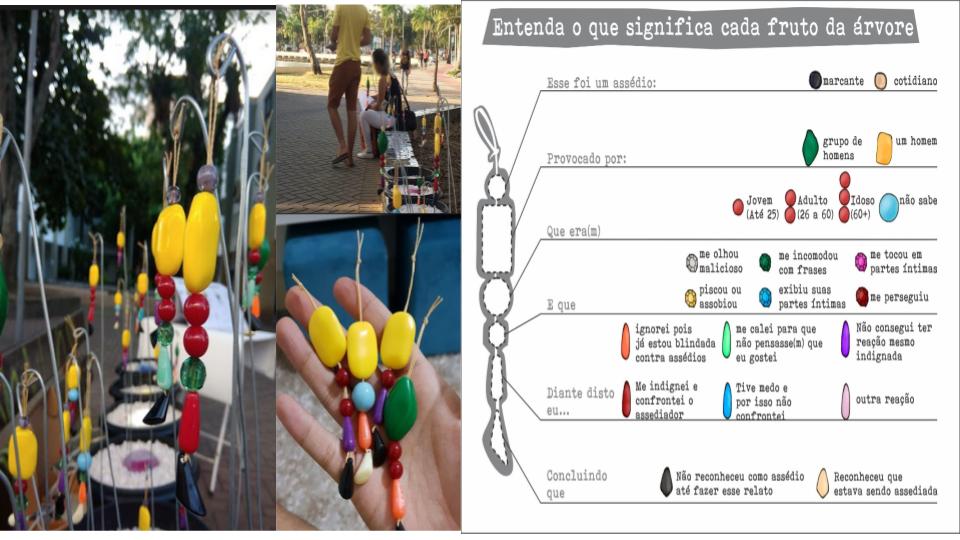 Entenda o que significa cada fruto da árvore
Esse foi um assédio:
marcante
cotidiano
Provocado por:
grupo de
homens
um homem
Que era(m)
Jovem
(Até 25)
Adulto
(26 a 60)
Idoso
(60+)
não sabe
E que
me olhou
malicioso
me incomodou
com frases
me tocou em
partes íntimas
piscou ou
assobiou
exibiu suas
partes íntimas
me perseguiu
Diante disto
eu...
ignorei pois
já estou blindada
contra assédios
me calei para que
não pensasse(m) que
eu gostei
Não consegui ter
reação mesmo
indignada
Me indignei e
confrontei o
assediador
Tive medo e
por isso não
confrontei
outra reação
Concluindo
que
Não reconheceu como assédio
até fazer esse relato
Reconheceu que
estava sendo assediada